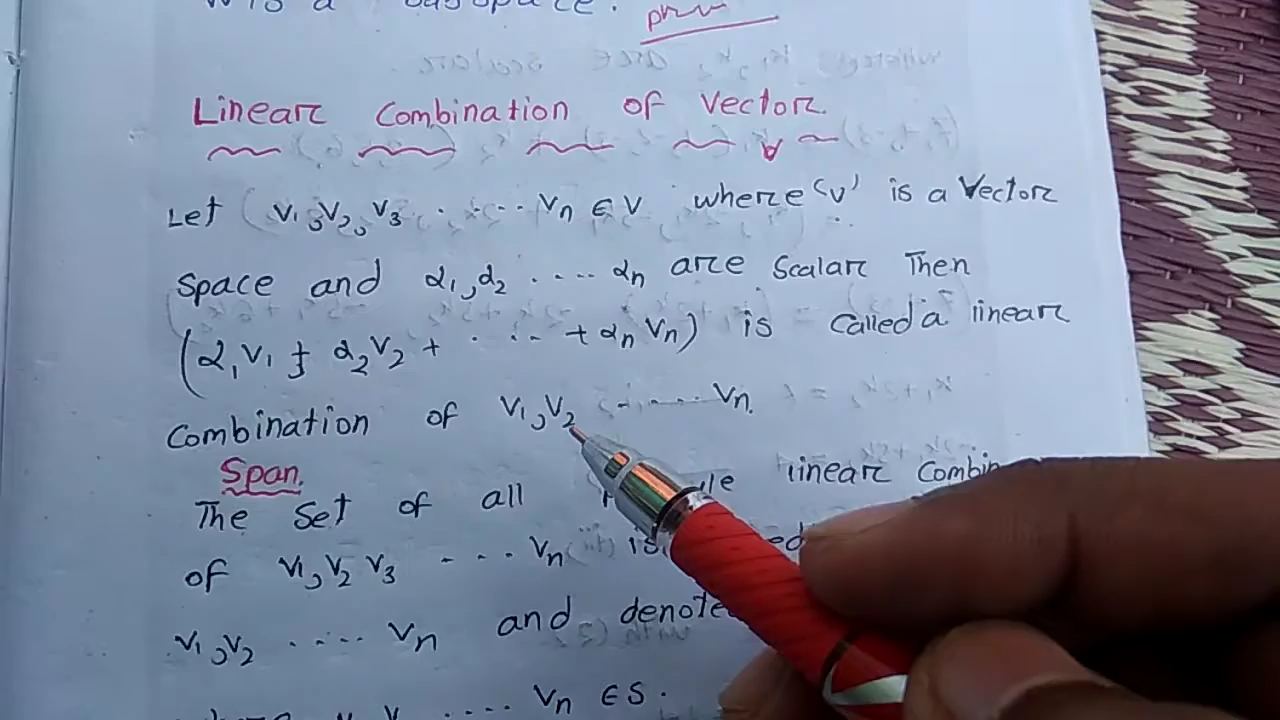 is a
Linear Combination of Vector
Let V1, V2, V3 ..... Vn ∈ V where 'v' is a Vector
Space and α1, α2 .... αn are Scalar Then
(α1V1 + α2V2 + ..... + αnVn) is called a linear
Combination of V1, V2 ..... Vn.
Span.
The Set of all linear
of V1, V2 V3 .... Vn is
V1, V2 ..... Vn and
.... Vn ∈ S.